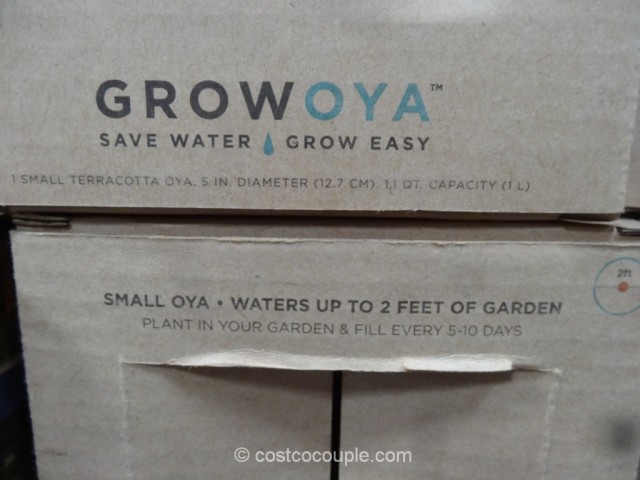 GROWOYA™
SAVE WATER GROW EASY
1 SMALL TERRACOTTA OYA. 5 IN. DIAMETER (12.7 CM). 1.1 QT. CAPACITY (1 L)
2ft
SMALL OYA • WATERS UP TO 2 FEET OF GARDEN
PLANT IN YOUR GARDEN & FILL EVERY 5-10 DAYS
© costcocouple.com